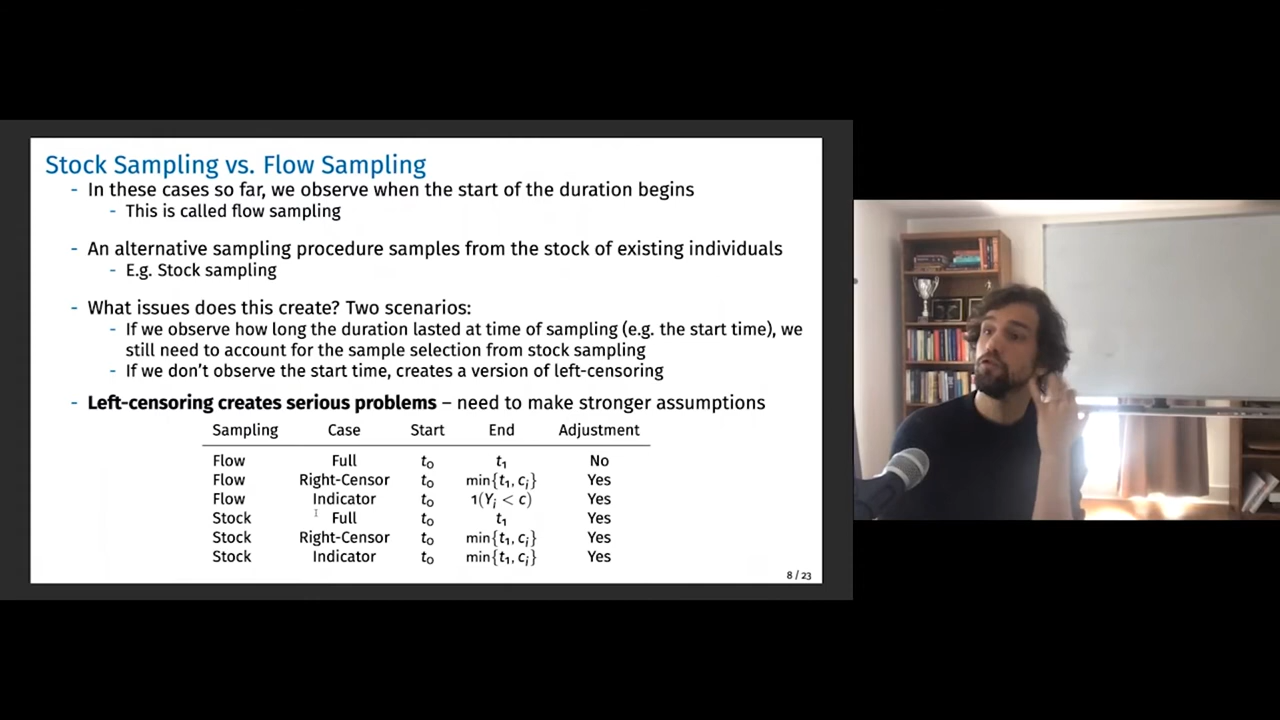 Stock Sampling vs. Flow Sampling
- In these cases so far, we observe when the start of the duration begins
- This is called flow sampling
- An alternative sampling procedure samples from the stock of existing individuals
- E.g. Stock sampling
- What issues does this create? Two scenarios:
- If we observe how long the duration lasted at time of sampling (e.g. the start time), we
still need to account for the sample selection from stock sampling
- If we don't observe the start time, creates a version of left-censoring
- Left-censoring creates serious problems – need to make stronger assumptions
Sampling Case Start End Adjustment
Flow Full t₀ t₁ No
Flow Right-Censor t₀ min{t₁, cᵢ} Yes
Flow Indicator t₀ 1(Yᵢ < c) Yes
Stock Full t₀ t₁ Yes
Stock Right-Censor t₀ min{t₁, cᵢ} Yes
Stock Indicator t₀ min{t₁, cᵢ} Yes
8 / 23